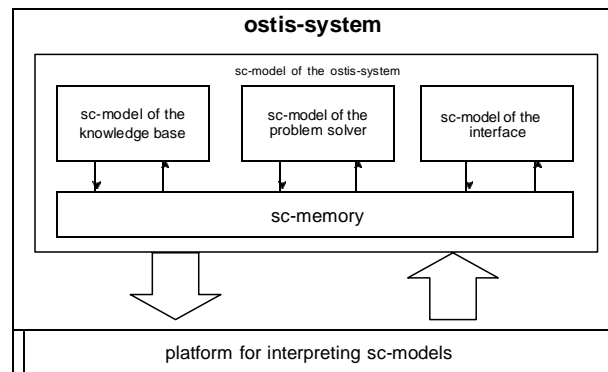 ostis-system
sc-model of the ostis-system
sc-model of the
knowledge base
sc-model of the
problem solver
sc-model of the
interface
sc-memory
platform for interpreting sc-models